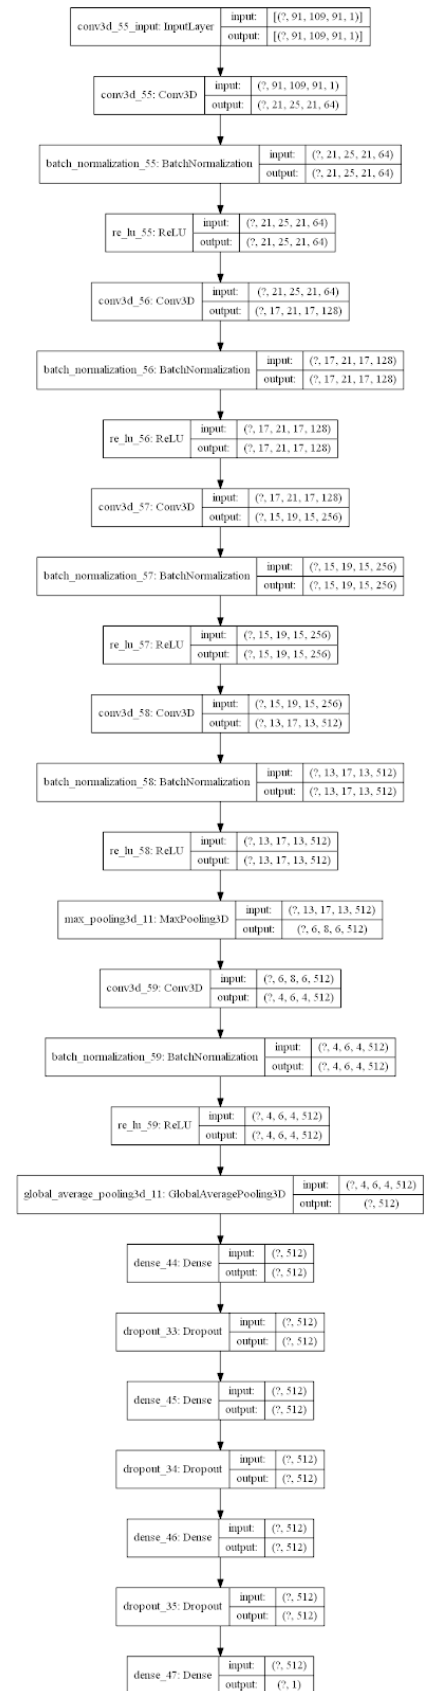 conv3d_55_input: InputLayer input: [(?, 91, 109, 91, 1)]
output: [(?, 91, 109, 91, 1)]
conv3d_55: Conv3D input: (?, 91, 109, 91, 1)
output: (?, 21, 25, 21, 64)
batch_normalization_55: BatchNormalization input: (?, 21, 25, 21, 64)
output: (?, 21, 25, 21, 64)
re_lu_55: ReLU input: (?, 21, 25, 21, 64)
output: (?, 21, 25, 21, 64)
conv3d_56: Conv3D input: (?, 21, 25, 21, 64)
output: (?, 17, 21, 17, 128)
batch_normalization_56: BatchNormalization input: (?, 17, 21, 17, 128)
output: (?, 17, 21, 17, 128)
re_lu_56: ReLU input: (?, 17, 21, 17, 128)
output: (?, 17, 21, 17, 128)
conv3d_57: Conv3D input: (?, 17, 21, 17, 128)
output: (?, 15, 19, 15, 256)
batch_normalization_57: BatchNormalization input: (?, 15, 19, 15, 256)
output: (?, 15, 19, 15, 256)
re_lu_57: ReLU input: (?, 15, 19, 15, 256)
output: (?, 15, 19, 15, 256)
conv3d_58: Conv3D input: (?, 15, 19, 15, 256)
output: (?, 13, 17, 13, 512)
batch_normalization_58: BatchNormalization input: (?, 13, 17, 13, 512)
output: (?, 13, 17, 13, 512)
re_lu_58: ReLU input: (?, 13, 17, 13, 512)
output: (?, 13, 17, 13, 512)
max_pooling3d_11: MaxPooling3D input: (?, 13, 17, 13, 512)
output: (?, 6, 8, 6, 512)
conv3d_59: Conv3D input: (?, 6, 8, 6, 512)
output: (?, 4, 6, 4, 512)
batch_normalization_59: BatchNormalization input: (?, 4, 6, 4, 512)
output: (?, 4, 6, 4, 512)
re_lu_59: ReLU input: (?, 4, 6, 4, 512)
output: (?, 4, 6, 4, 512)
global_average_pooling3d_11: GlobalAveragePooling3D input: (?, 4, 6, 4, 512)
output: (?, 512)
dense_44: Dense input: (?, 512)
output: (?, 512)
dropout_33: Dropout input: (?, 512)
output: (?, 512)
dense_45: Dense input: (?, 512)
output: (?, 512)
dropout_34: Dropout input: (?, 512)
output: (?, 512)
dense_46: Dense input: (?, 512)
output: (?, 512)
dropout_35: Dropout input: (?, 512)
output: (?, 512)
dense_47: Dense input: (?, 512)
output: (?, 1)